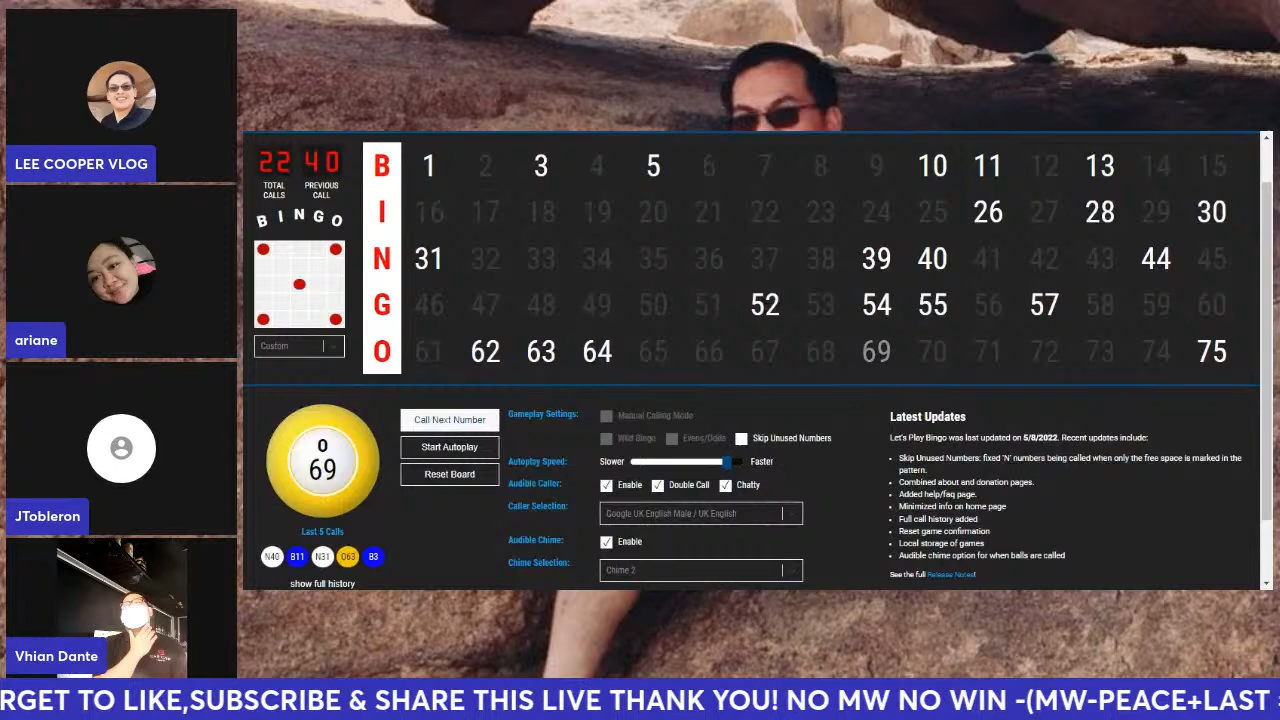 LEE COOPER VLOG
ariane
JTobleron
Vhian Dante
22 40
TOTAL CALLS
PREVIOUS CALL
B I N G O
Custom
B 1 2 3 4 5 6 7 8 9 10 11 12 13 14 15
I 16 17 18 19 20 21 22 23 24 25 26 27 28 29 30
N 31 32 33 34 35 36 37 38 39 40 41 42 43 44 45
G 46 47 48 49 50 51 52 53 54 55 56 57 58 59 60
O 61 62 63 64 65 66 67 68 69 70 71 72 73 74 75
O
69
Last 5 Calls
N40 B11 N31 O63 B3
show full history
Call Next Number
Start Autoplay
Reset Board
Gameplay Settings:
Manual Calling Mode
Wild Bingo Evens/Odds Skip Unused Numbers
Autoplay Speed: Slower Faster
Audible Caller: Enable Double Call Chatty
Caller Selection: Google UK English Male / UK English
Audible Chime: Enable
Chime Selection: Chime 2
Latest Updates
Let's Play Bingo was last updated on 5/8/2022. Recent updates include:
Skip Unused Numbers: fixed 'N' numbers being called when only the free space is marked in the
pattern.
Combined about and donation pages.
Added help/faq page.
Minimized info on home page
Full call history added
Reset game confirmation
Local storage of games
Audible chime option for when balls are called
See the full Release Notes!
RGET TO LIKE,SUBSCRIBE & SHARE THIS LIVE THANK YOU! NO MW NO WIN -(MW-PEACE+LAST